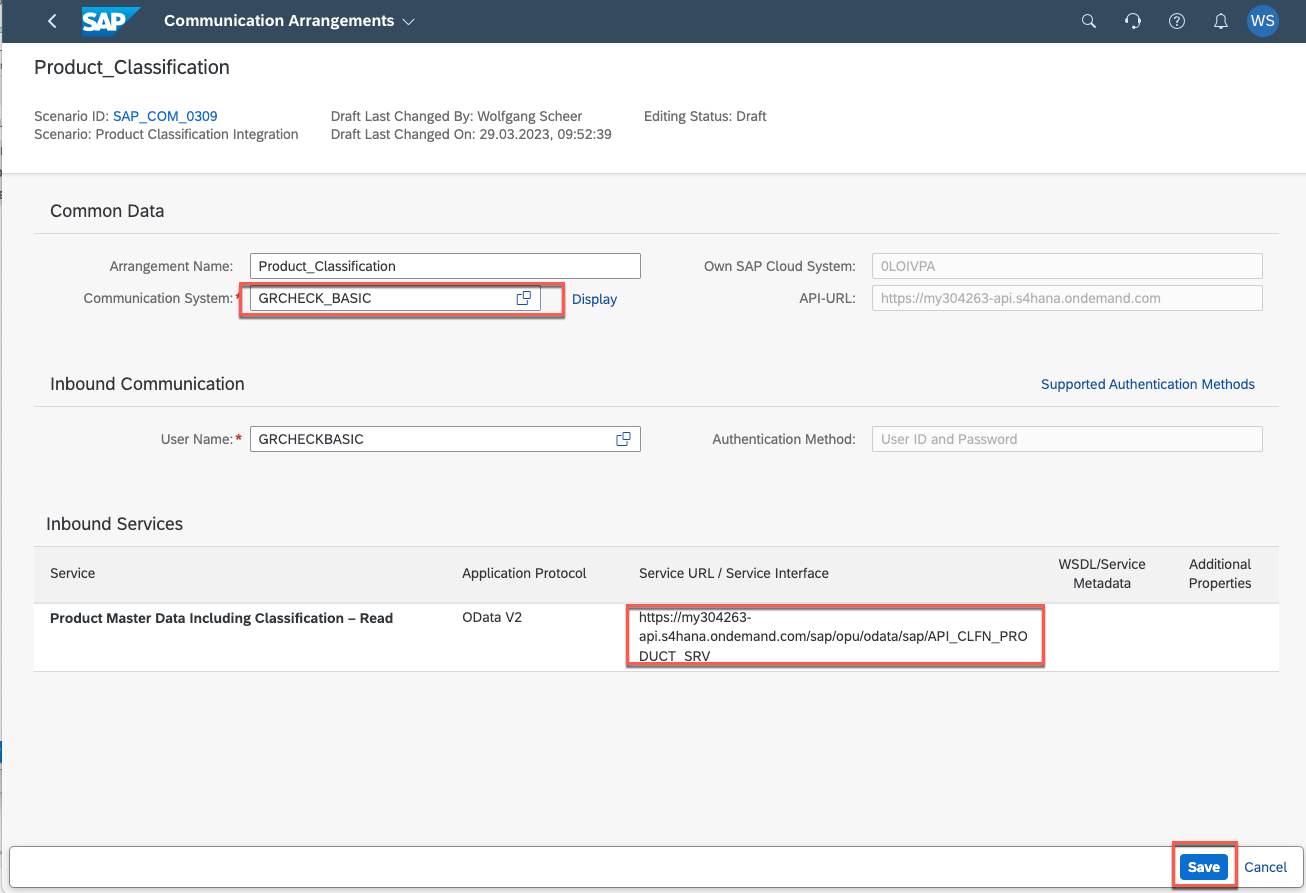 SAP Communication Arrangements
WS
Product_Classification
Scenario ID: SAP_COM_0309
Scenario: Product Classification Integration
Draft Last Changed By: Wolfgang Scheer
Draft Last Changed On: 29.03.2023, 09:52:39
Editing Status: Draft
Common Data
Arrangement Name: Product_Classification
Communication System:* GRCHECK_BASIC Display
Own SAP Cloud System: 0LOIVPA
API-URL: https://my304263-api.s4hana.ondemand.com
Inbound Communication
Supported Authentication Methods
User Name:* GRCHECKBASIC
Authentication Method: User ID and Password
Inbound Services
Service
Application Protocol
Service URL / Service Interface
WSDL/Service
Metadata
Additional
Properties
Product Master Data Including Classification – Read
OData V2
https://my304263-
api.s4hana.ondemand.com/sap/opu/odata/sap/API_CLFN_PRO
DUCT_SRV
Save Cancel